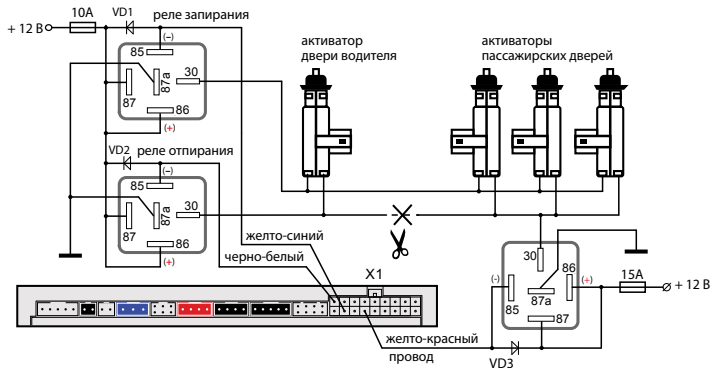 10А
VD1
реле запирания
+ 12 В
85
(–)
30
87а
87
86
(+)
VD2
реле отпирания
85
(–)
30
87а
87
86
(+)
активатор
двери водителя
активаторы
пассажирских дверей
желто-синий
черно-белый
X1
30
(-)
86
(+)
15А
+ 12 В
85
87а
87
желто-красный
провод
VD3